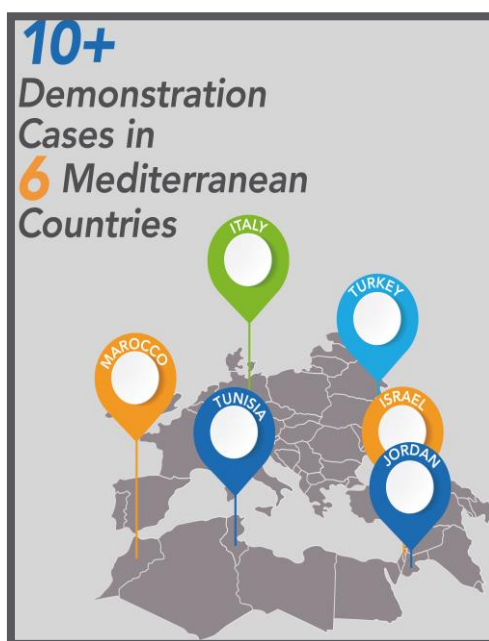 10+
Demonstration
Cases in
6 Mediterranean
Countries
ITALY
TURKEY
MAROCCO
TUNISIA
ISRAEL
JORDAN